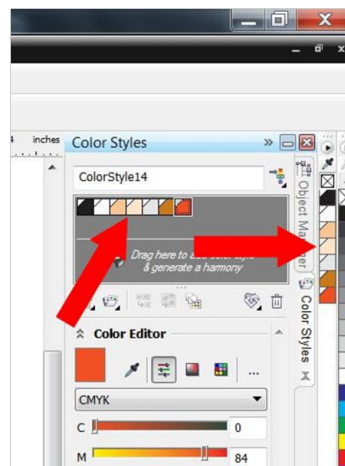 inches
Color Styles
ColorStyle14
Object Manager
Drag here to add color style
& generate a harmony
Color Styles
Color Editor
CMYK
C 0
M 84